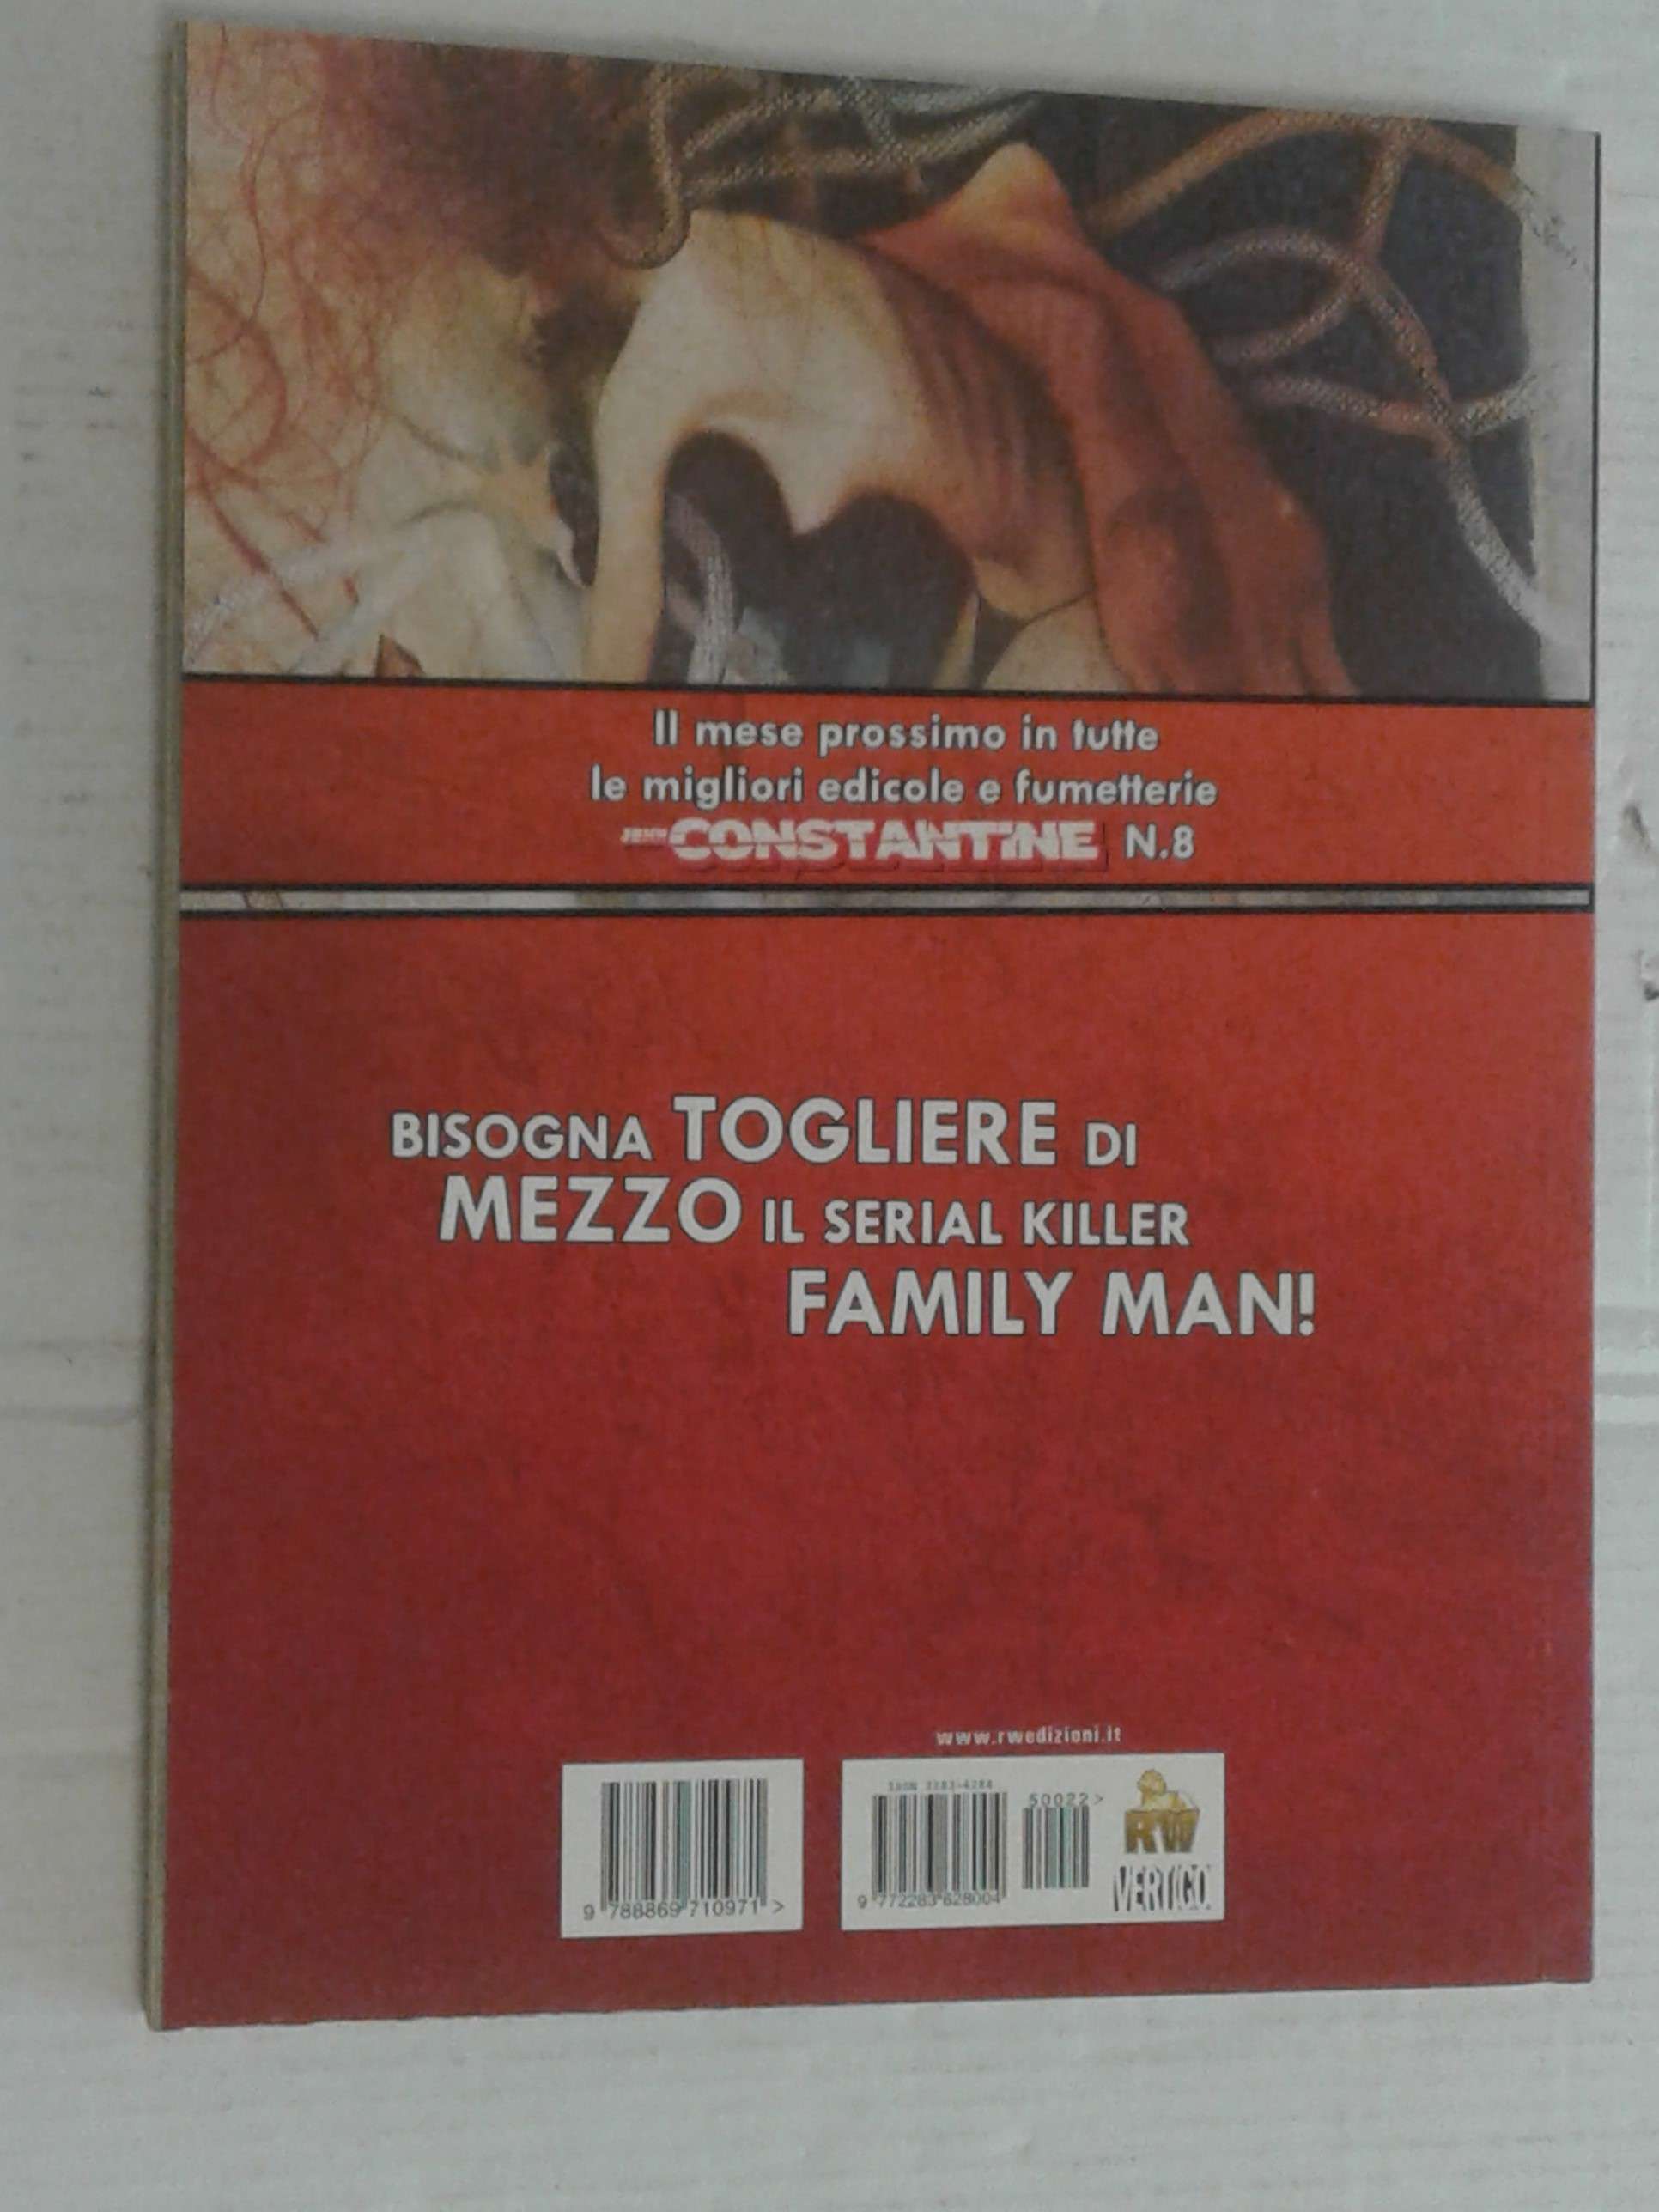 Il mese prossimo in tutte
le migliori edicole e fumetterie
JOHN CONSTANTINE N.8
BISOGNA TOGLIERE DI
MEZZO IL SERIAL KILLER
FAMILY MAN!
www.rwedizioni.it
50022>
9 788869 710971 >
9 772283 628004
RW
VERTIGO